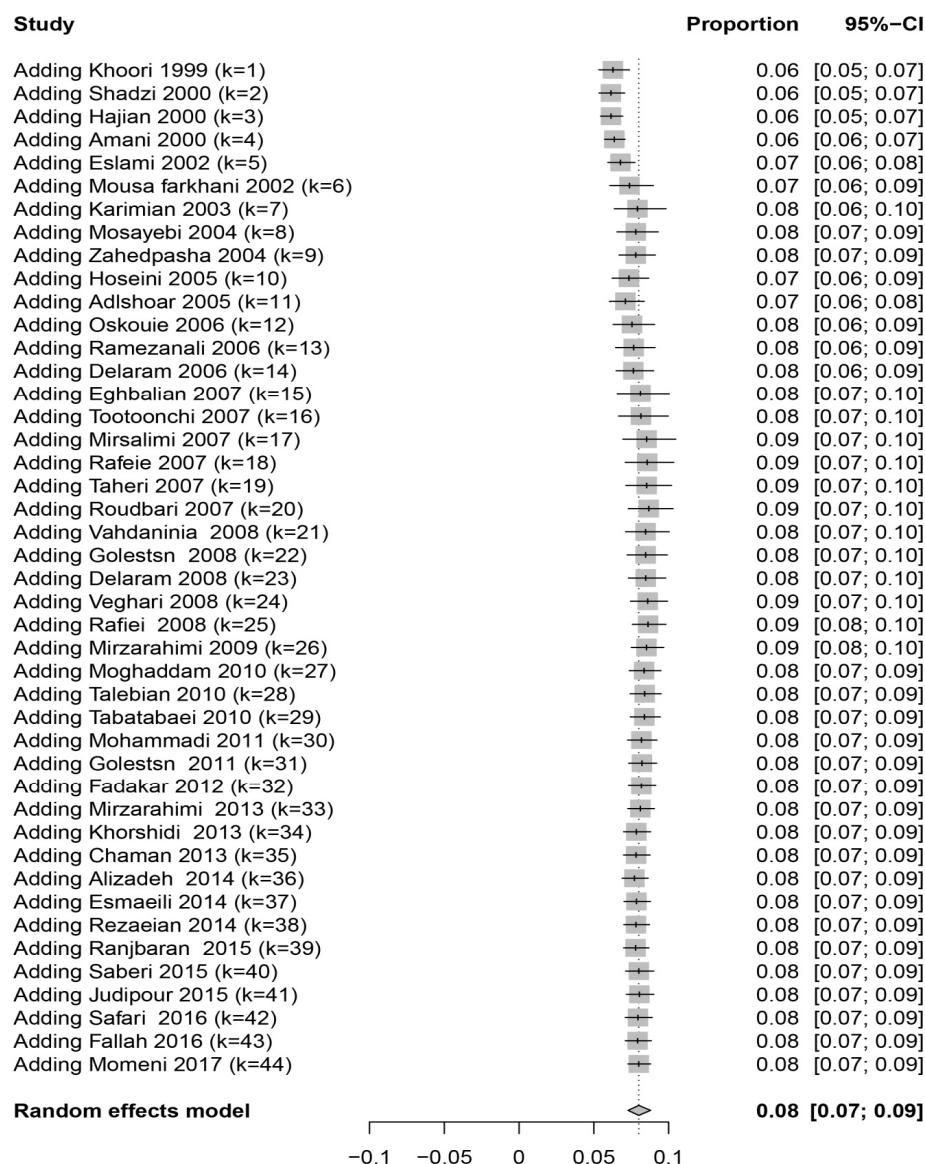 Study Proportion 95%−CI
Adding Khoori 1999 (k=1) 0.06 [0.05; 0.07]
Adding Shadzi 2000 (k=2) 0.06 [0.05; 0.07]
Adding Hajian 2000 (k=3) 0.06 [0.05; 0.07]
Adding Amani 2000 (k=4) 0.06 [0.06; 0.07]
Adding Eslami 2002 (k=5) 0.07 [0.06; 0.08]
Adding Mousa farkhani 2002 (k=6) 0.07 [0.06; 0.09]
Adding Karimian 2003 (k=7) 0.08 [0.06; 0.10]
Adding Mosayebi 2004 (k=8) 0.08 [0.07; 0.09]
Adding Zahedpasha 2004 (k=9) 0.08 [0.07; 0.09]
Adding Hoseini 2005 (k=10) 0.07 [0.06; 0.09]
Adding Adlshoar 2005 (k=11) 0.07 [0.06; 0.08]
Adding Oskouie 2006 (k=12) 0.08 [0.06; 0.09]
Adding Ramezanali 2006 (k=13) 0.08 [0.06; 0.09]
Adding Delaram 2006 (k=14) 0.08 [0.06; 0.09]
Adding Eghbalian 2007 (k=15) 0.08 [0.07; 0.10]
Adding Tootoonchi 2007 (k=16) 0.08 [0.07; 0.10]
Adding Mirsalimi 2007 (k=17) 0.09 [0.07; 0.10]
Adding Rafeie 2007 (k=18) 0.09 [0.07; 0.10]
Adding Taheri 2007 (k=19) 0.09 [0.07; 0.10]
Adding Roudbari 2007 (k=20) 0.09 [0.07; 0.10]
Adding Vahdaninia 2008 (k=21) 0.08 [0.07; 0.10]
Adding Golestsn 2008 (k=22) 0.08 [0.07; 0.10]
Adding Delaram 2008 (k=23) 0.08 [0.07; 0.10]
Adding Veghari 2008 (k=24) 0.09 [0.07; 0.10]
Adding Rafiei 2008 (k=25) 0.09 [0.08; 0.10]
Adding Mirzarahimi 2009 (k=26) 0.09 [0.08; 0.10]
Adding Moghaddam 2010 (k=27) 0.08 [0.07; 0.09]
Adding Talebian 2010 (k=28) 0.08 [0.07; 0.09]
Adding Tabatabaei 2010 (k=29) 0.08 [0.07; 0.09]
Adding Mohammadi 2011 (k=30) 0.08 [0.07; 0.09]
Adding Golestsn 2011 (k=31) 0.08 [0.07; 0.09]
Adding Fadakar 2012 (k=32) 0.08 [0.07; 0.09]
Adding Mirzarahimi 2013 (k=33) 0.08 [0.07; 0.09]
Adding Khorshidi 2013 (k=34) 0.08 [0.07; 0.09]
Adding Chaman 2013 (k=35) 0.08 [0.07; 0.09]
Adding Alizadeh 2014 (k=36) 0.08 [0.07; 0.09]
Adding Esmaeili 2014 (k=37) 0.08 [0.07; 0.09]
Adding Rezaeian 2014 (k=38) 0.08 [0.07; 0.09]
Adding Ranjbaran 2015 (k=39) 0.08 [0.07; 0.09]
Adding Saberi 2015 (k=40) 0.08 [0.07; 0.09]
Adding Judipour 2015 (k=41) 0.08 [0.07; 0.09]
Adding Safari 2016 (k=42) 0.08 [0.07; 0.09]
Adding Fallah 2016 (k=43) 0.08 [0.07; 0.09]
Adding Momeni 2017 (k=44) 0.08 [0.07; 0.09]
Random effects model 0.08 [0.07; 0.09]
−0.1 −0.05 0 0.05 0.1